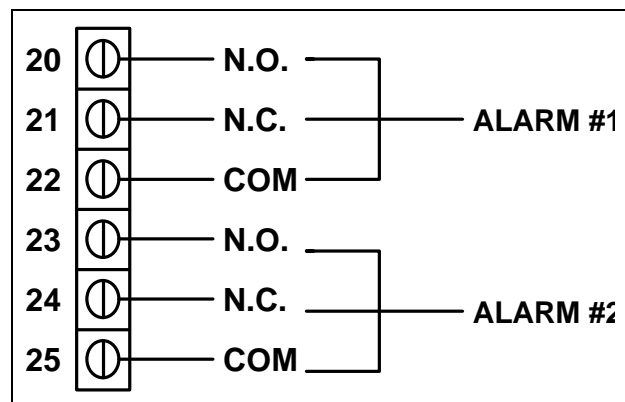 20 N.O.
21 N.C. ALARM #1
22 COM
23 N.O.
24 N.C. ALARM #2
25 COM